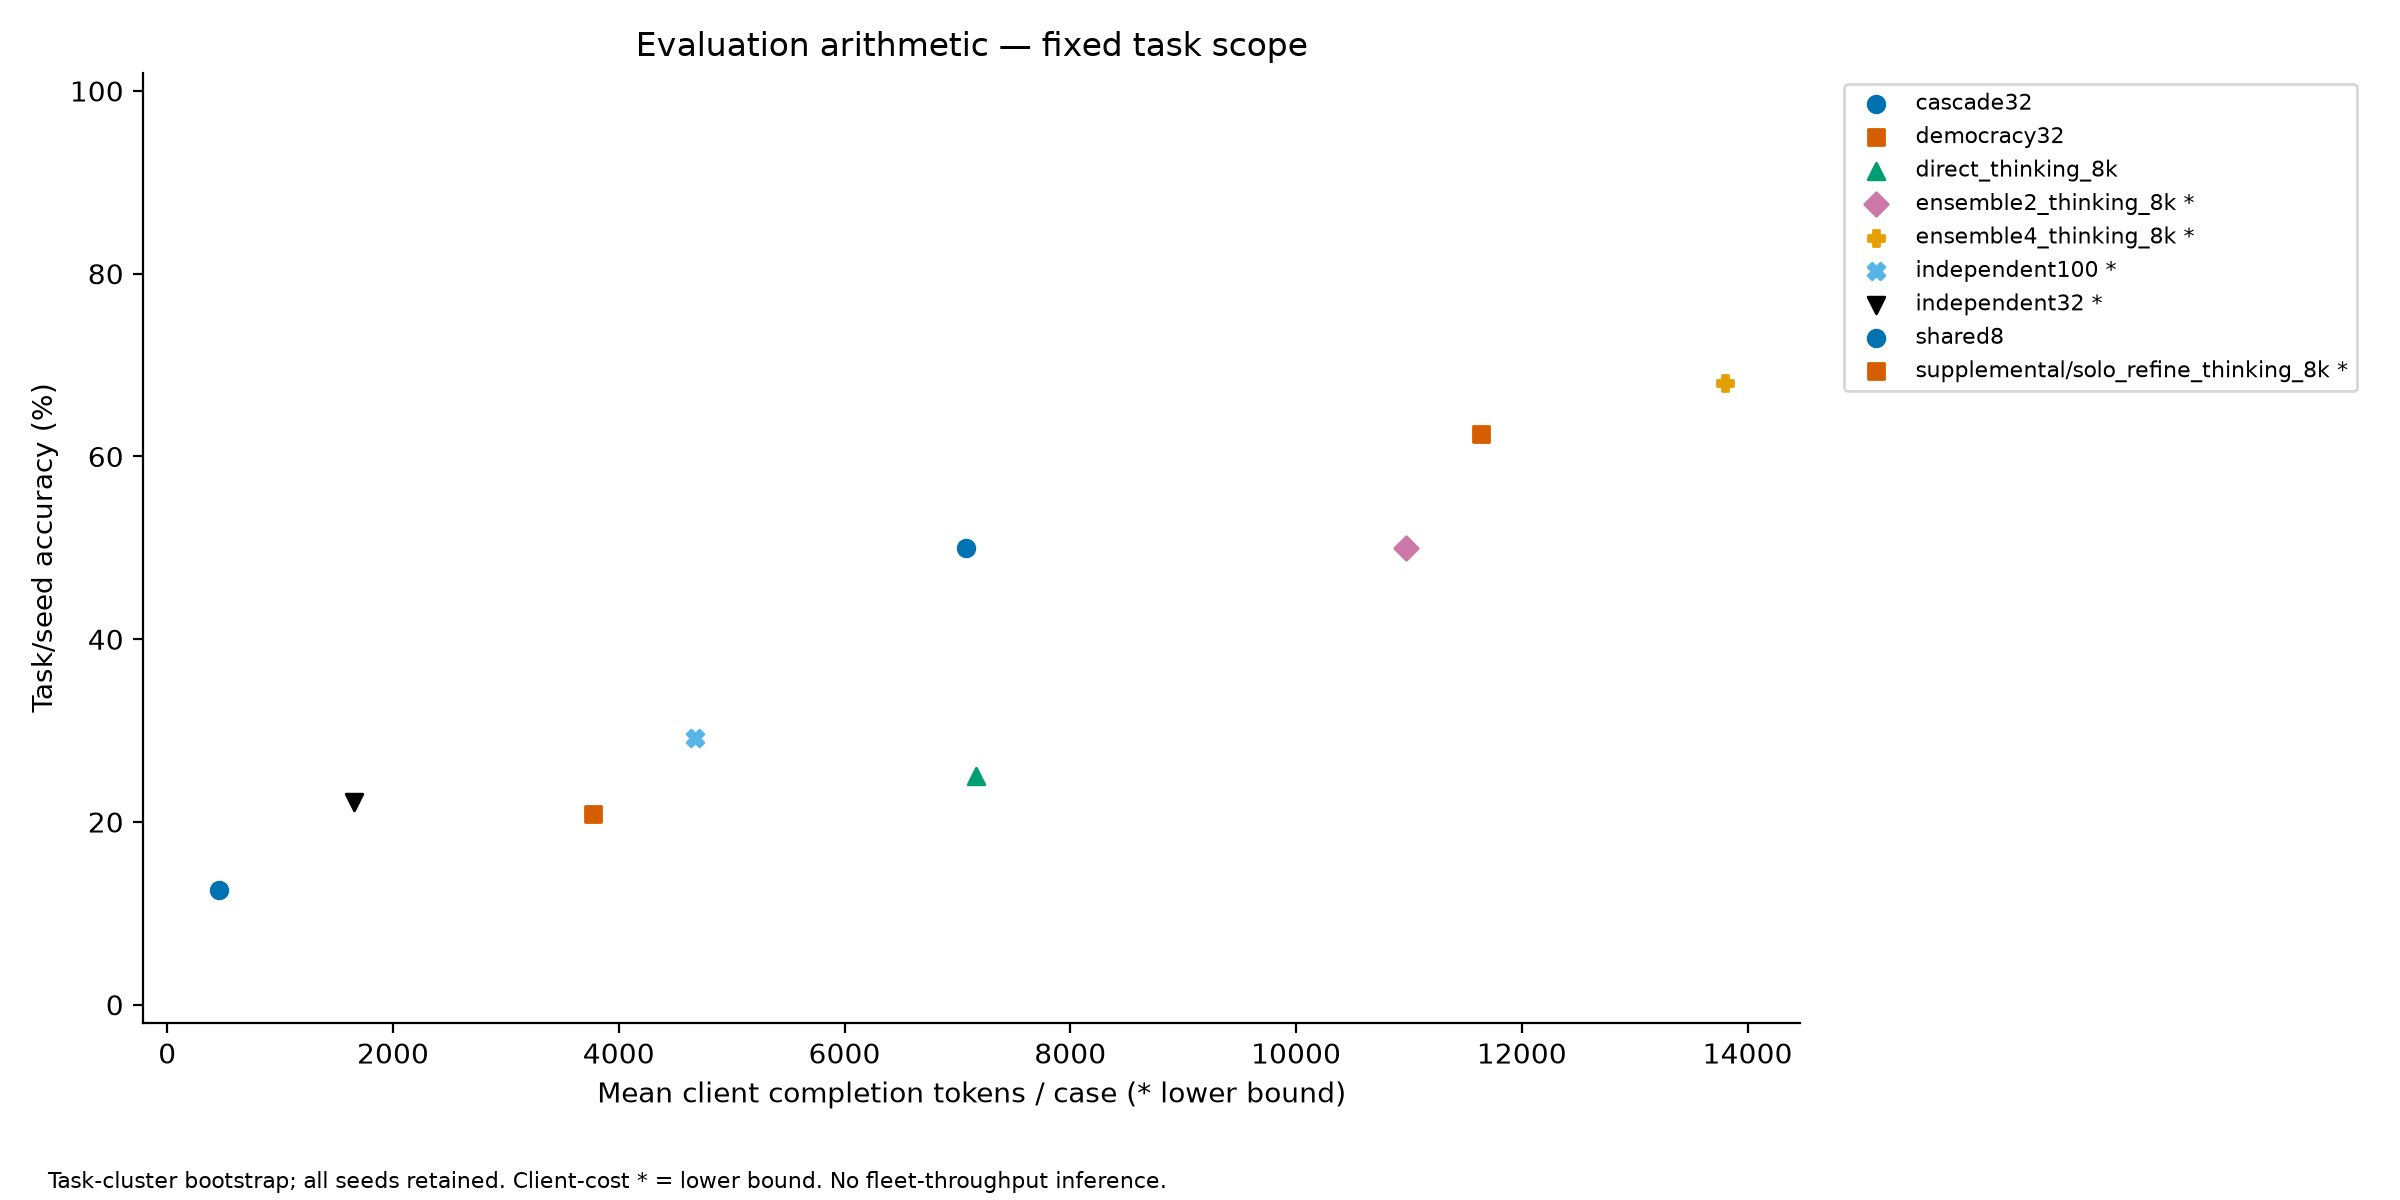 Evaluation arithmetic — fixed task scope
100
80
60
40
20
0
Task/seed accuracy (%)
0 2000 4000 6000 8000 10000 12000 14000
Mean client completion tokens / case (* lower bound)
cascade32
democracy32
direct_thinking_8k
ensemble2_thinking_8k *
ensemble4_thinking_8k *
independent100 *
independent32 *
shared8
supplemental/solo_refine_thinking_8k *
Task-cluster bootstrap; all seeds retained. Client-cost * = lower bound. No fleet-throughput inference.